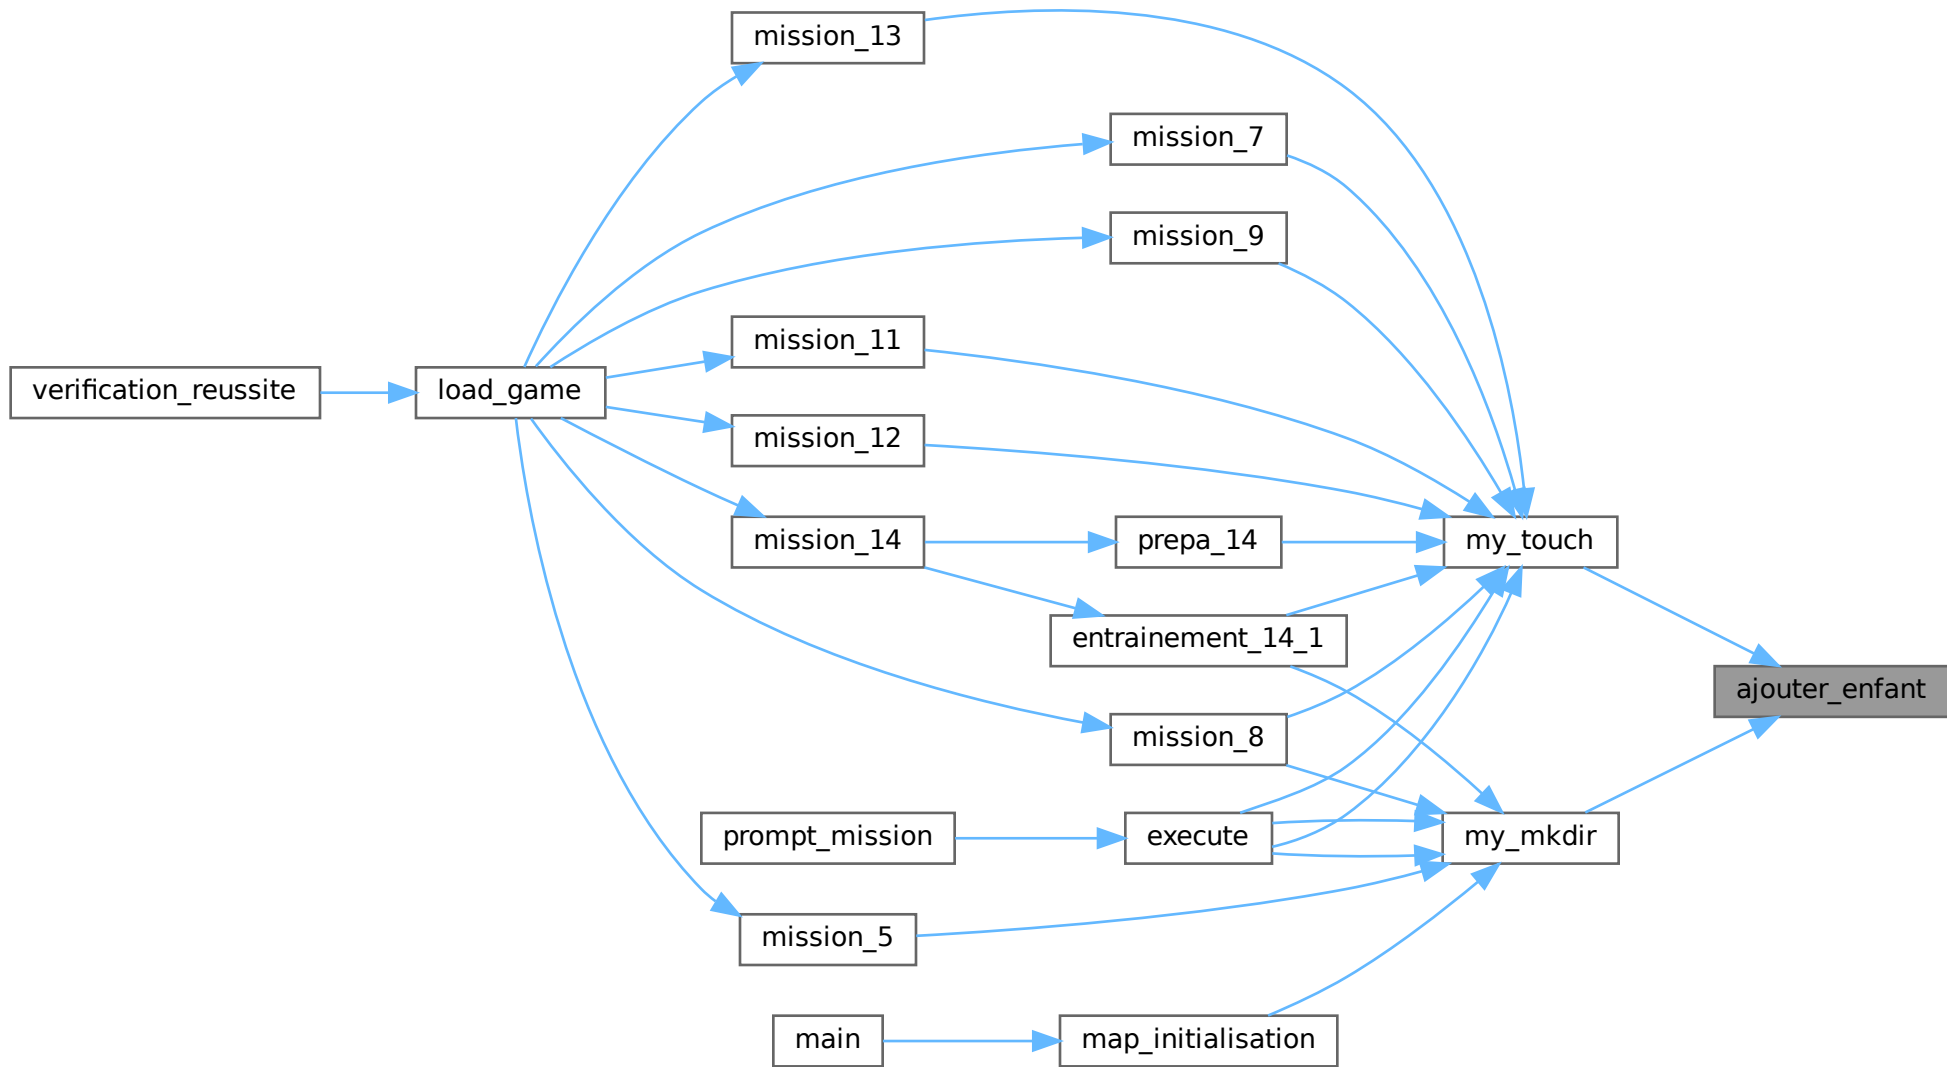 mission_13
mission_7
mission_9
mission_11
verification_reussite
load_game
mission_12
mission_14
prepa_14
my_touch
entrainement_14_1
ajouter_enfant
mission_8
prompt_mission
execute
my_mkdir
mission_5
main
map_initialisation